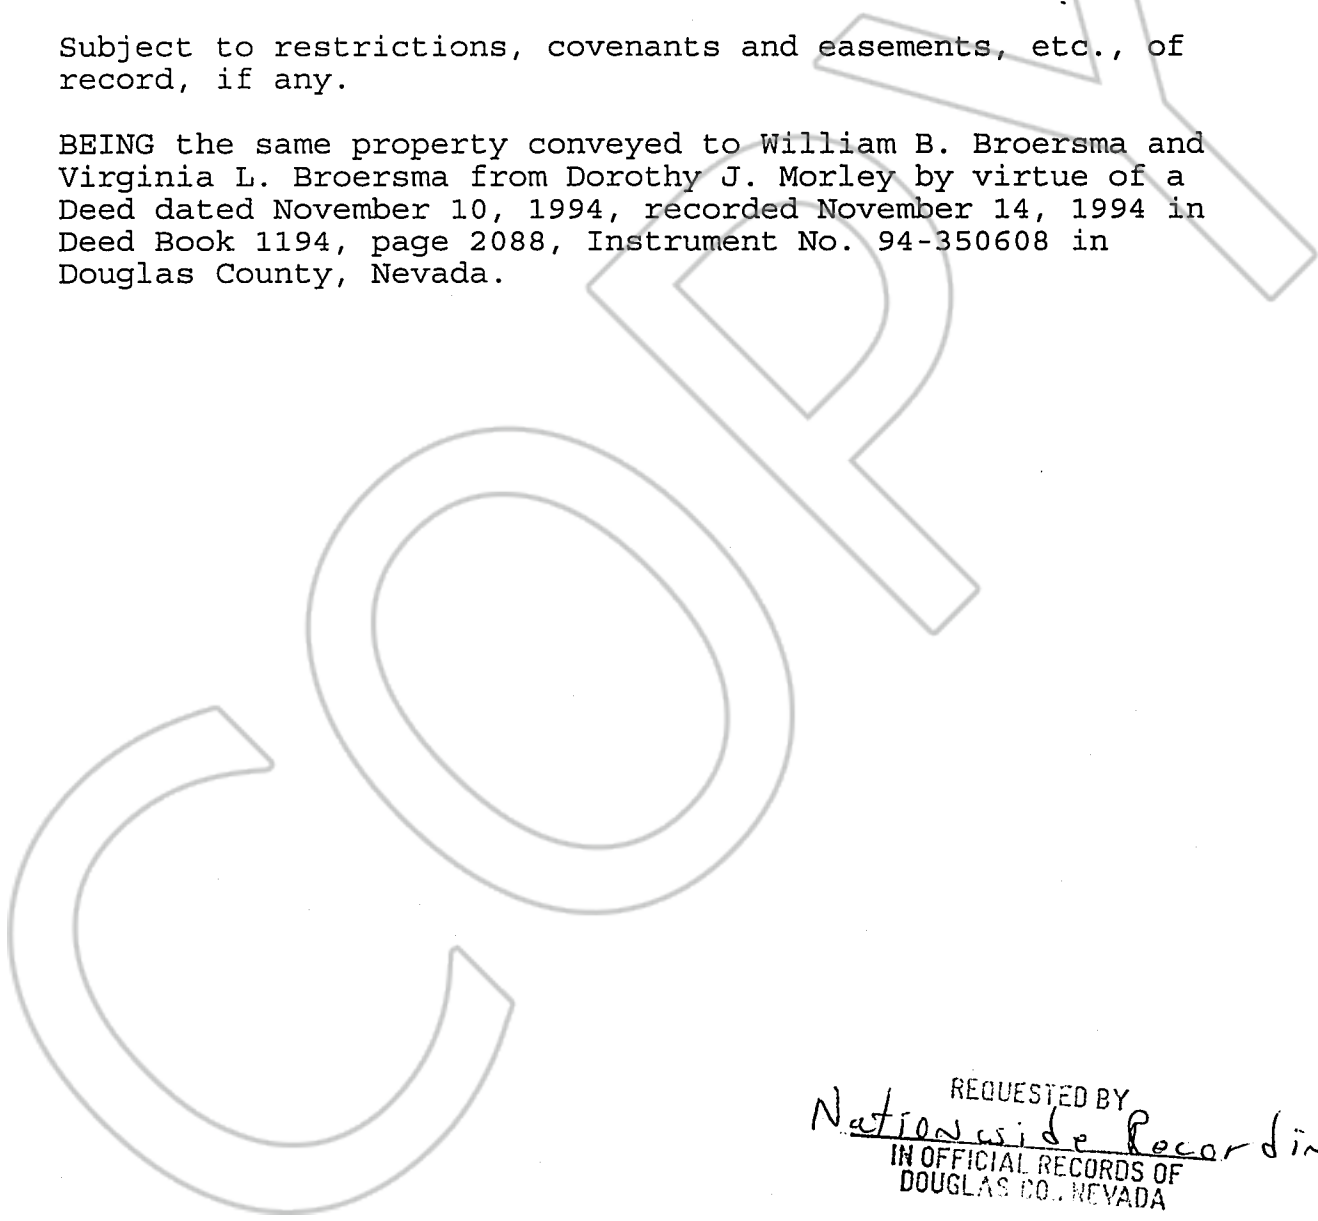 Subject to restrictions, covenants and easements, etc., of
record, if any.
BEING the same property conveyed to William B. Broersma and
Virginia L. Broersma from Dorothy J. Morley by virtue of a
Deed dated November 10, 1994, recorded November 14, 1994 in
Deed Book 1194, page 2088, Instrument No. 94-350608 in
Douglas County, Nevada.
COPY
REQUESTED BY
Nationwide Recordin
IN OFFICIAL RECORDS OF
DOUGLAS CO., NEVADA